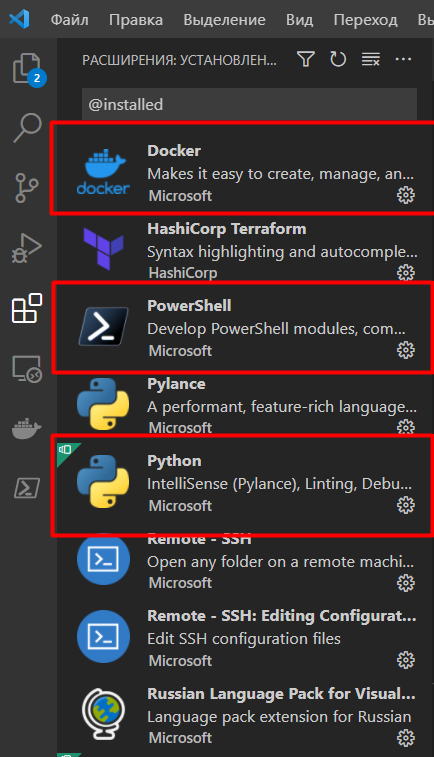 Файл Правка Выделение Вид Переход Вы
РАСШИРЕНИЯ: УСТАНОВЛЕН...
2
@installed
Docker
Makes it easy to create, manage, an...
docker
Microsoft
HashiCorp Terraform
Syntax highlighting and autocomple...
HashiCorp
PowerShell
Develop PowerShell modules, com...
Microsoft
Pylance
A performant, feature-rich language...
Microsoft
Python
IntelliSense (Pylance), Linting, Debu...
Microsoft
Remote - SSH
Open any folder on a remote machi...
Microsoft
Remote - SSH: Editing Configurat...
Edit SSH configuration files
Microsoft
Russian Language Pack for Visual...
Language pack extension for Russian
Microsoft